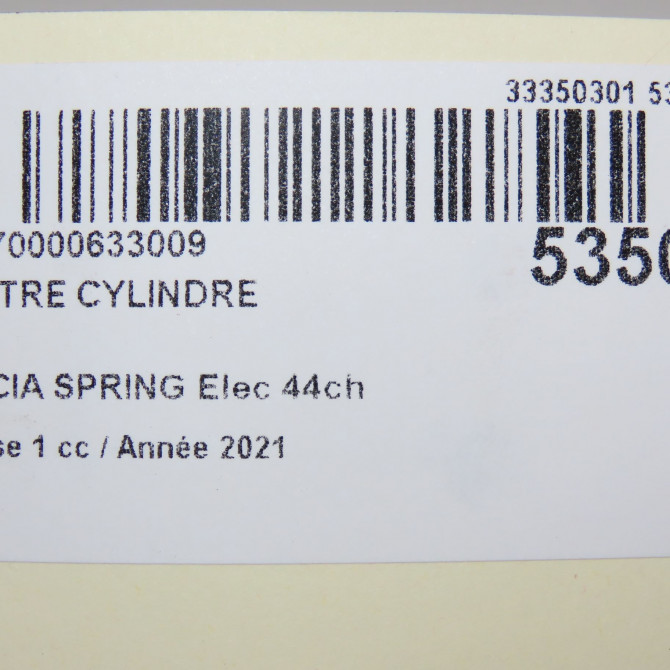 33350301 53
70000633009
5350
TRE CYLINDRE
CIA SPRING Elec 44ch
se 1 cc / Année 2021